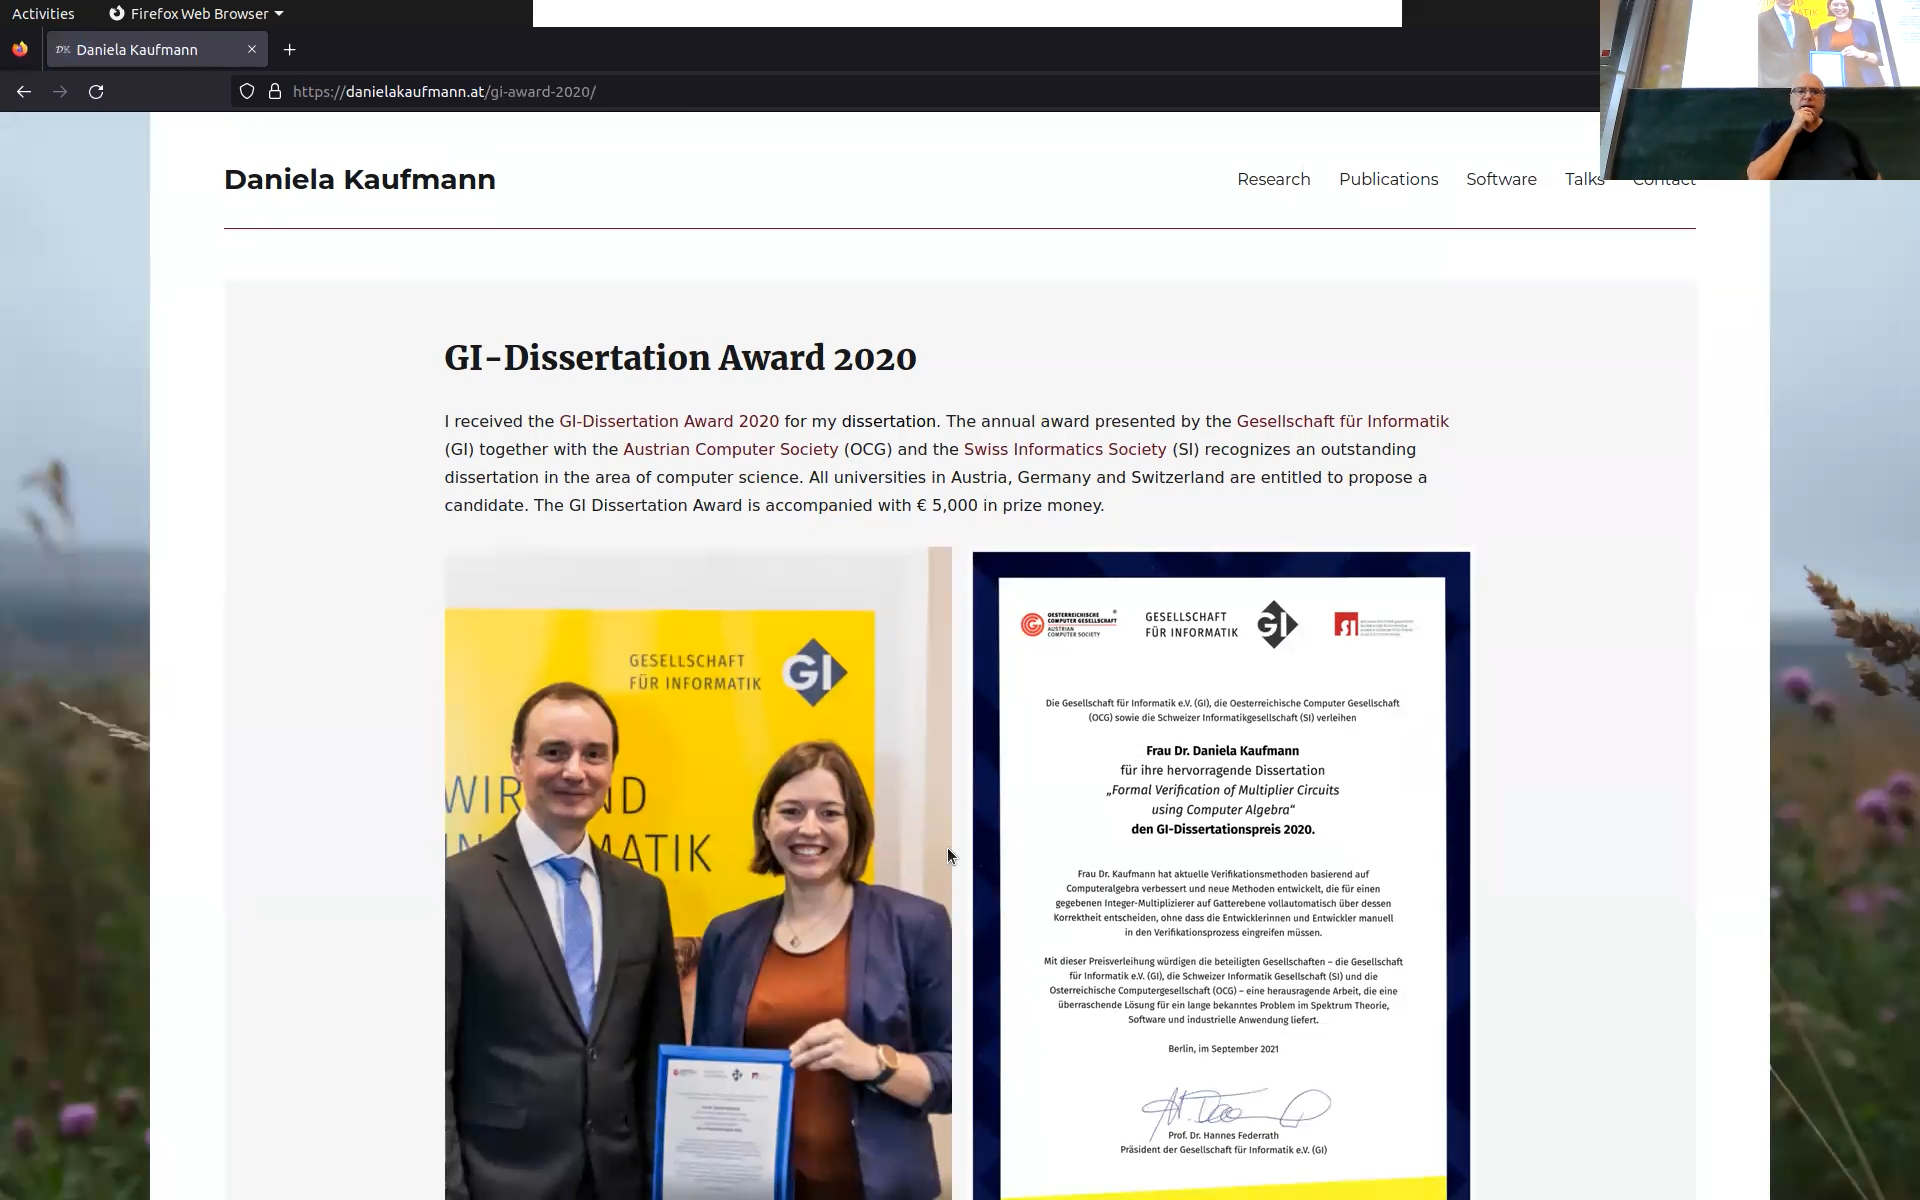 Activities
Firefox Web Browser
Daniela Kaufmann
https://danielakaufmann.at/gi-award-2020/
Daniela Kaufmann
Research Publications Software Talks Contact
GI-Dissertation Award 2020
I received the GI-Dissertation Award 2020 for my dissertation. The annual award presented by the Gesellschaft für Informatik
(GI) together with the Austrian Computer Society (OCG) and the Swiss Informatics Society (SI) recognizes an outstanding
dissertation in the area of computer science. All universities in Austria, Germany and Switzerland are entitled to propose a
candidate. The GI Dissertation Award is accompanied with € 5,000 in prize money.
GESELLSCHAFT
FÜR INFORMATIK
GI
WIR ND
IN MATIK
OESTERREICHISCHE
COMPUTER GESELLSCHAFT
AUSTRIAN
COMPUTER SOCIETY
GESELLSCHAFT
FÜR INFORMATIK
GI
SI
Die Gesellschaft für Informatik e.V. (GI), die Oesterreichische Computer Gesellschaft
(OCG) sowie die Schweizer Informatikgesellschaft (SI) verleihen
Frau Dr. Daniela Kaufmann
für ihre hervorragende Dissertation
„Formal Verification of Multiplier Circuits
using Computer Algebra“
den GI-Dissertationspreis 2020.
Frau Dr. Kaufmann hat aktuelle Verifikationsmethoden basierend auf
Computeralgebra verbessert und neue Methoden entwickelt, die für einen
gegebenen Integer-Multiplizierer auf Gatterebene vollautomatisch über dessen
Korrektheit entscheiden, ohne dass die Entwicklerinnen und Entwickler manuell
in den Verifikationsprozess eingreifen müssen.
Mit dieser Preisverleihung würdigen die beteiligten Gesellschaften – die Gesellschaft
für Informatik e.V. (GI), die Schweizer Informatik Gesellschaft (SI) und die
Osterreichische Computergesellschaft (OCG) – eine herausragende Arbeit, die eine
überraschende Lösung für ein lange bekanntes Problem im Spektrum Theorie,
Software und industrielle Anwendung liefert.
Berlin, im September 2021
Prof. Dr. Hannes Federrath
Präsident der Gesellschaft für Informatik e.V. (GI)